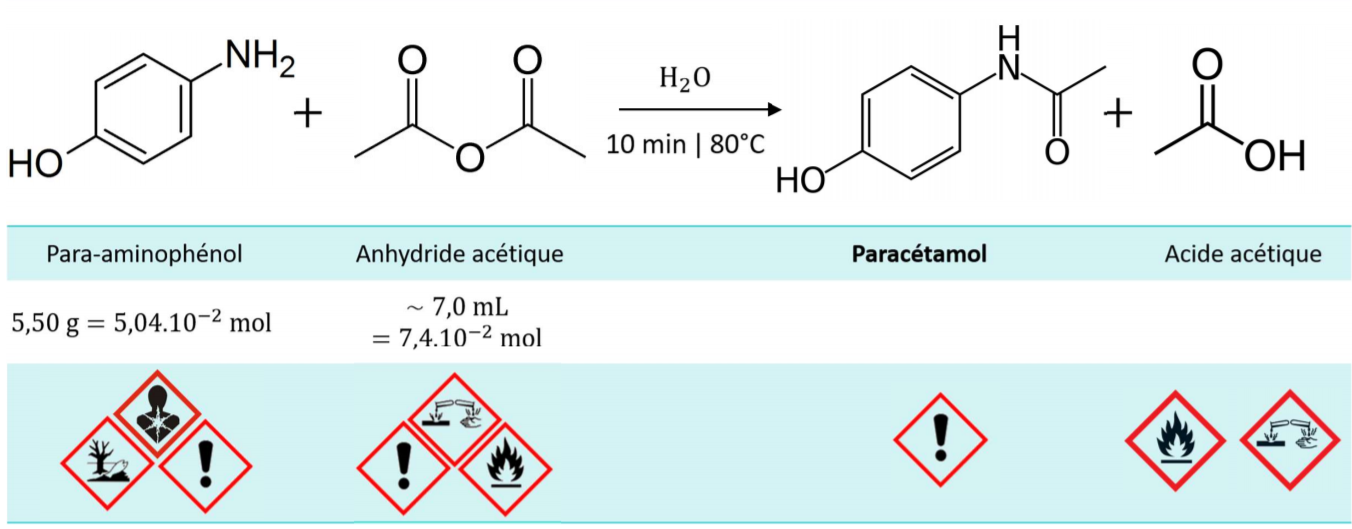 NH₂
HO
+
O O
O
H₂O
10 min | 80°C
H
N
O
HO
+
O
OH
Para-aminophénol Anhydride acétique Paracétamol Acide acétique
5,50 g = 5,04.10⁻² mol
~ 7,0 mL
= 7,4.10⁻² mol